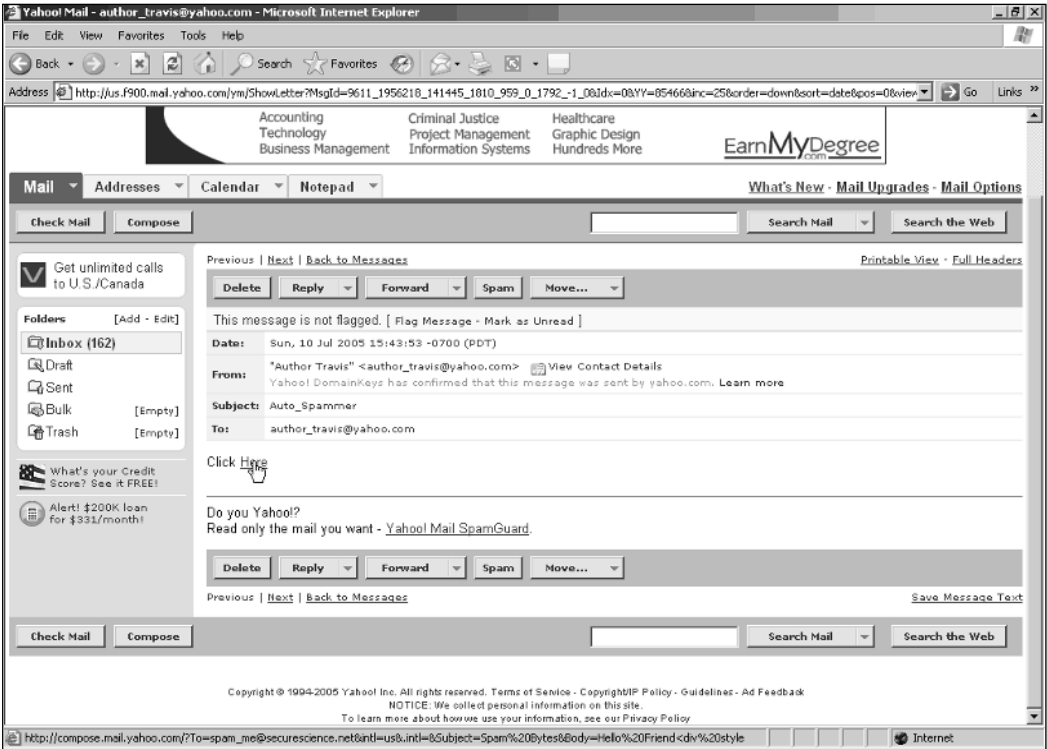 Yahoo! Mail - author_travis@yahoo.com - Microsoft Internet Explorer
File Edit View Favorites Tools Help
Back Search Favorites
Address http://us.f900.mail.yahoo.com/ym/ShowLetter?MsgId=9611_1956218_141445_1810_959_0_1792_-1_0&Idx=0&YY=85466&inc=25&order=down&sort=date&pos=0&view Go Links »
Accounting Criminal Justice Healthcare
Technology Project Management Graphic Design
Business Management Information Systems Hundreds More
EarnMyDegree
.com
Mail Addresses Calendar Notepad What's New - Mail Upgrades - Mail Options
Check Mail Compose Search Mail Search the Web
Get unlimited calls
to U.S./Canada
Folders [Add - Edit]
Inbox (162)
Draft
Sent
Bulk [Empty]
Trash [Empty]
What's your Credit
Score? See it FREE!
Alert! $200K loan
for $331/month!
Previous | Next | Back to Messages Printable View - Full Headers
Delete Reply Forward Spam Move...
This message is not flagged. [ Flag Message - Mark as Unread ]
Date: Sun, 10 Jul 2005 15:43:53 -0700 (PDT)
From: "Author Travis" <author_travis@yahoo.com> View Contact Details
Yahoo! DomainKeys has confirmed that this message was sent by yahoo.com. Learn more
Subject: Auto_Spammer
To: author_travis@yahoo.com
Click Here
Do you Yahoo!?
Read only the mail you want - Yahoo! Mail SpamGuard.
Delete Reply Forward Spam Move...
Previous | Next | Back to Messages Save Message Text
Check Mail Compose Search Mail Search the Web
Copyright © 1994-2005 Yahoo! Inc. All rights reserved. Terms of Service - Copyright/IP Policy - Guidelines - Ad Feedback
NOTICE: We collect personal information on this site.
To learn more about how we use your information, see our Privacy Policy
http://compose.mail.yahoo.com/?To=spam_me@securescience.net&intl=us&.intl=&Subject=Spam%20Bytes&Body=Hello%20Friend<div%20style Internet